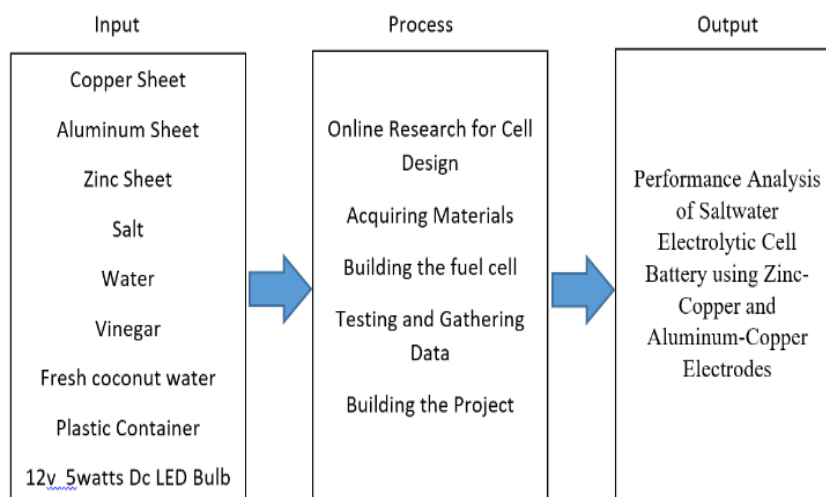 Input
Copper Sheet
Aluminum Sheet
Zinc Sheet
Salt
Water
Vinegar
Fresh coconut water
Plastic Container
12v 5watts Dc LED Bulb
Process
Online Research for Cell
Design
Acquiring Materials
Building the fuel cell
Testing and Gathering
Data
Building the Project
Output
Performance Analysis
of Saltwater
Electrolytic Cell
Battery using Zinc-
Copper and
Aluminum-Copper
Electrodes